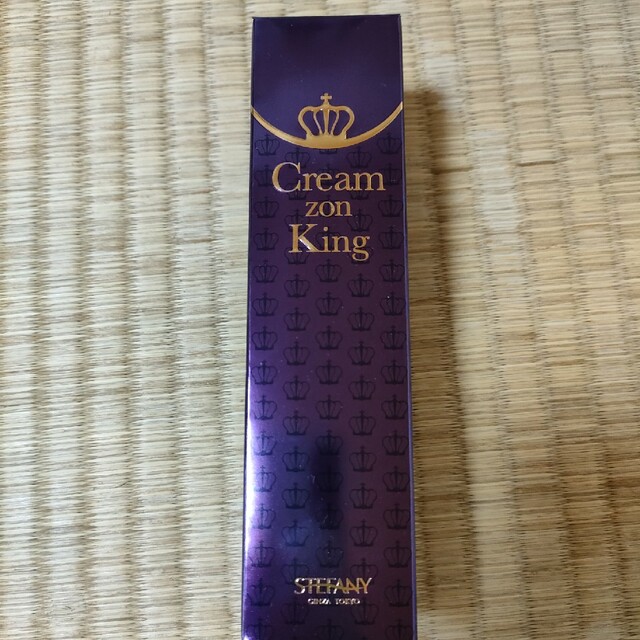 Cream
zon
King
STEFANY
GINZA TOKYO